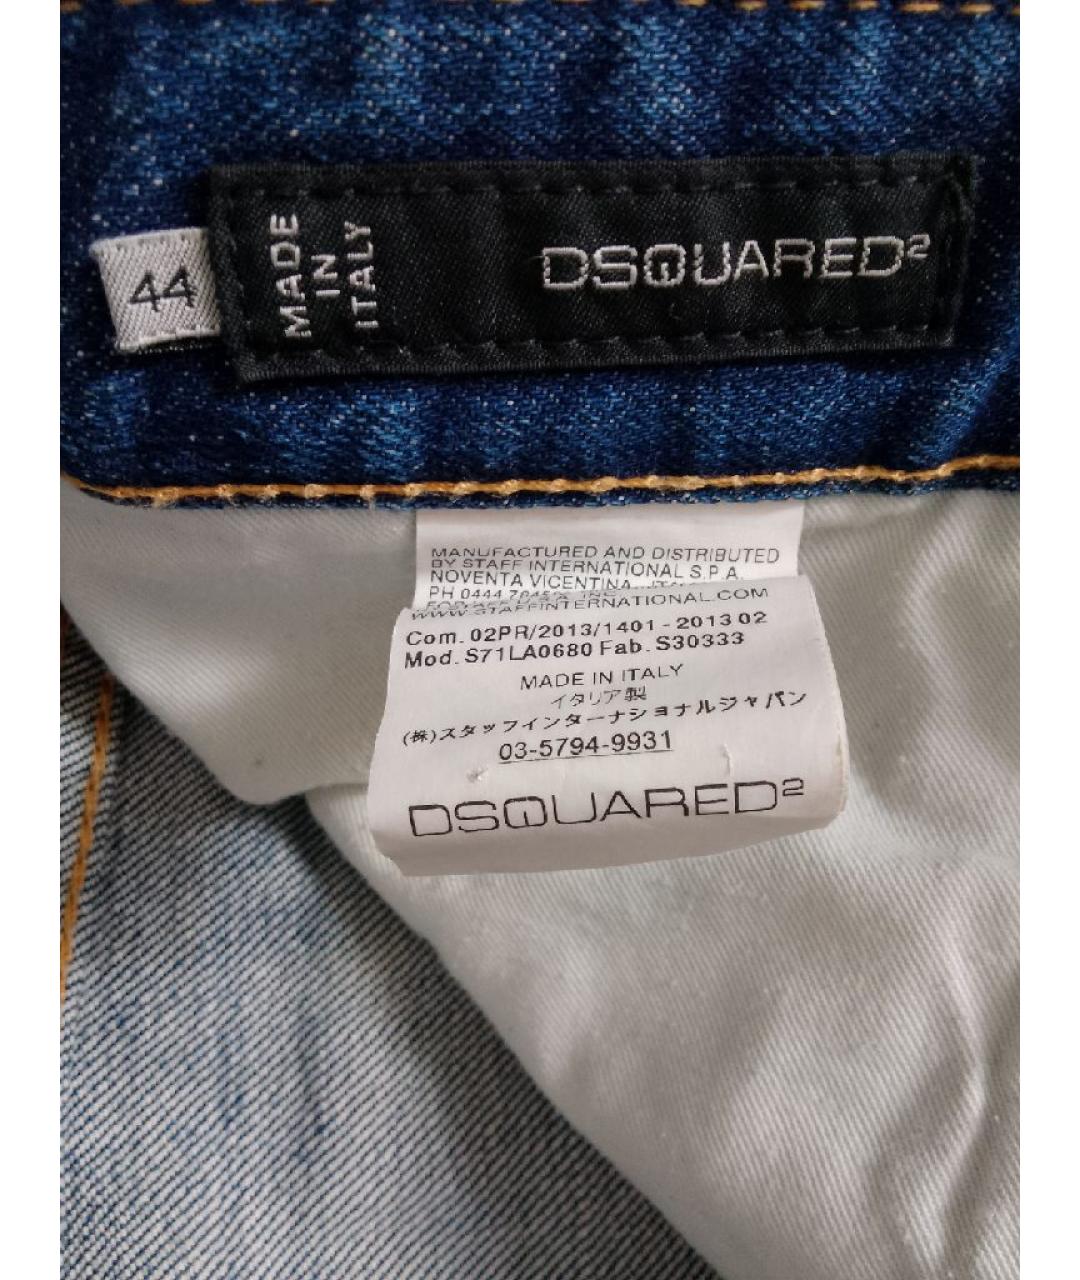 44
MADE
IN
ITALY
DSQUARED²
MANUFACTURED AND DISTRIBUTED
BY STAFF INTERNATIONAL S.P.A.
NOVENTA VICENTINA
PH 0444
WWW.STAFFINTERNATIONAL.COM
Com. 02PR/2013/1401 - 2013 02
Mod. S71LA0680 Fab. S30333
MADE IN ITALY
イタリア製
(株)スタッフインターナショナルジャパン
03-5794-9931
DSQUARED²